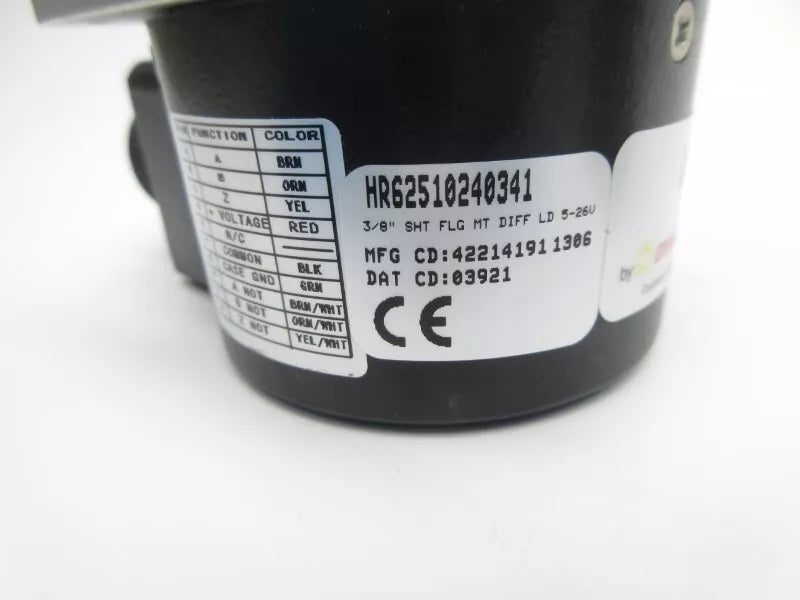 FUNCTION COLOR
A BRN
B ORN
Z YEL
+ VOLTAGE RED
N/C ———
COMMON BLK
CASE GND GRN
A NOT BRN/WHT
B NOT ORN/WHT
Z NOT YEL/WHT
HR62510240341
3/8" SHT FLG MT DIFF LD 5-26V
MFG CD:422141911306
DAT CD:03921
CE
by